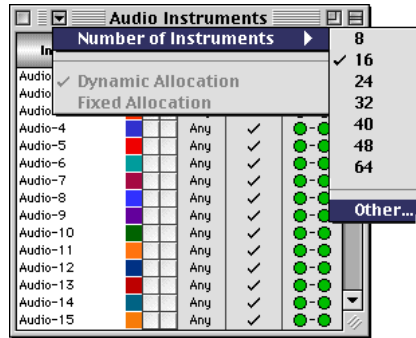 Audio Instruments
Number of Instruments
In
Audio
✓ Dynamic Allocation
Audio
Fixed Allocation
Audio
8
✓ 16
24
32
40
48
64
Other...
Audio-4 Any ✓
Audio-5 Any ✓
Audio-6 Any ✓
Audio-7 Any ✓
Audio-8 Any ✓
Audio-9 Any ✓
Audio-10 Any ✓
Audio-11 Any ✓
Audio-12 Any ✓
Audio-13 Any ✓
Audio-14 Any ✓
Audio-15 Any ✓